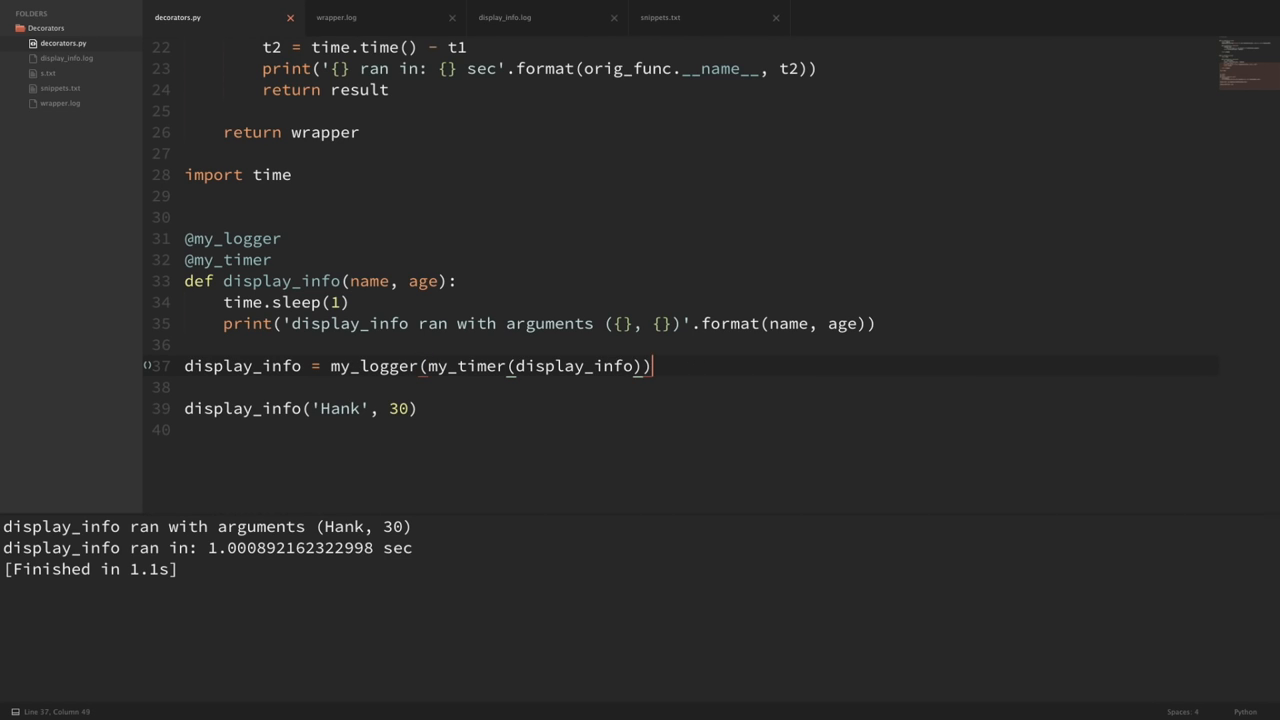 FOLDERS
Decorators
decorators.py
display_info.log
s.txt
snippets.txt
wrapper.log
decorators.py
wrapper.log
display_info.log
snippets.txt
22 t2 = time.time() - t1
23 print('{} ran in: {} sec'.format(orig_func.__name__, t2))
24 return result
25
26 return wrapper
27
28 import time
29
30
31 @my_logger
32 @my_timer
33 def display_info(name, age):
34 time.sleep(1)
35 print('display_info ran with arguments ({}, {})'.format(name, age))
36
37 display_info = my_logger(my_timer(display_info))
38
39 display_info('Hank', 30)
40
display_info ran with arguments (Hank, 30)
display_info ran in: 1.000892162322998 sec
[Finished in 1.1s]
Line 37, Column 49
Spaces: 4
Python